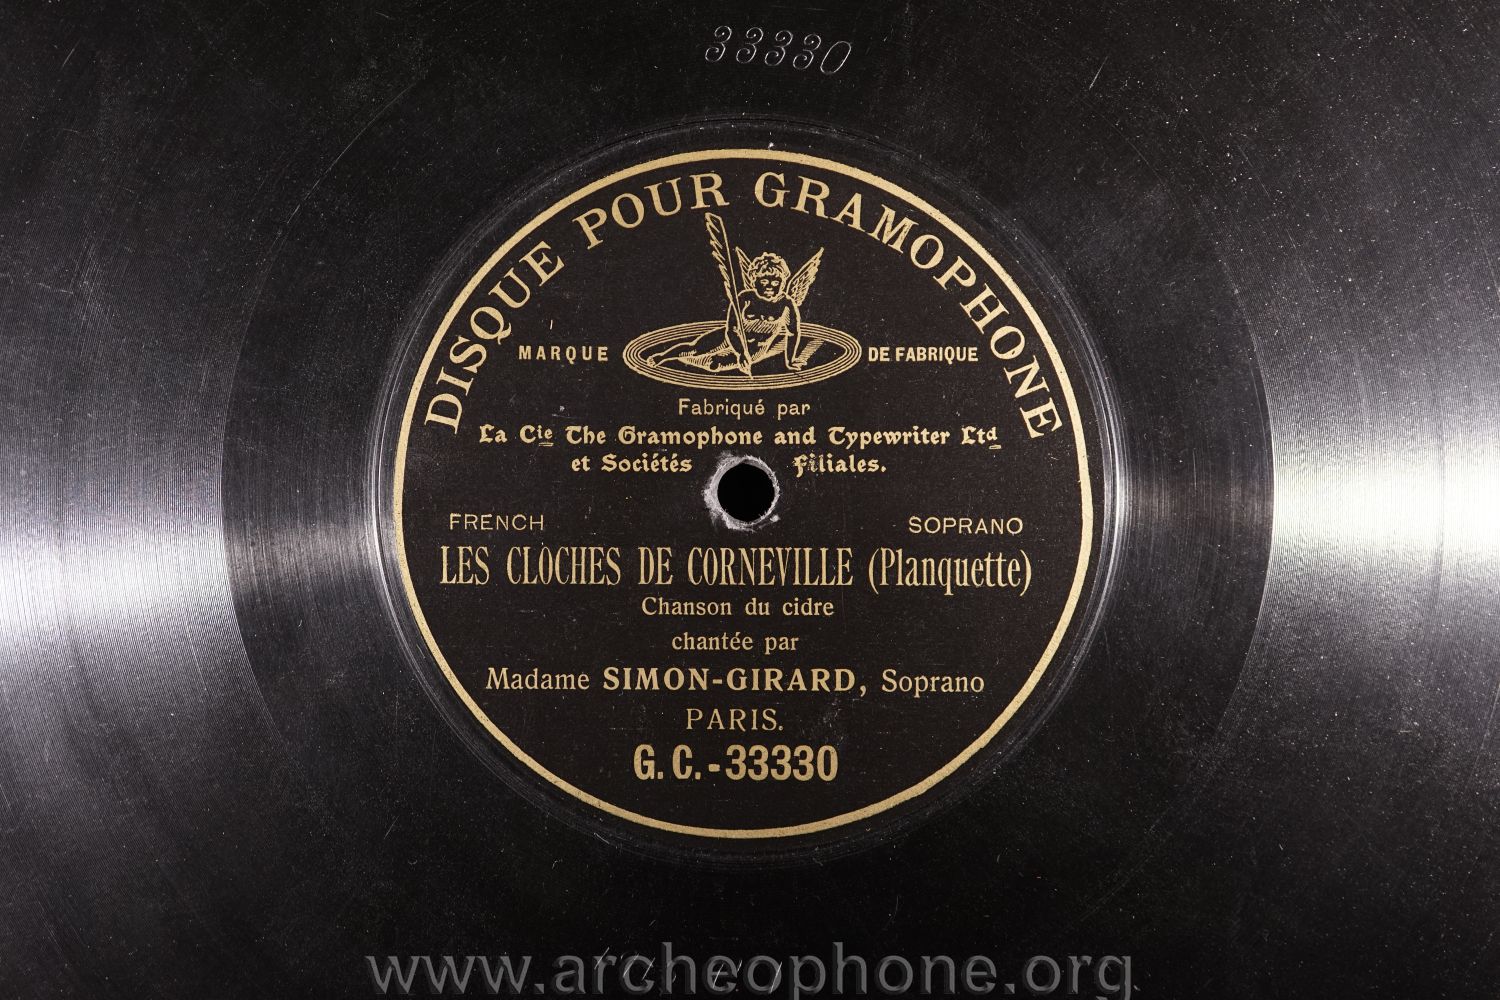 33330
DISQUE POUR GRAMOPHONE
MARQUE DE FABRIQUE
Fabriqué par
La Cie The Gramophone and Typewriter Ltd
et Sociétés filiales.
FRENCH SOPRANO
LES CLOCHES DE CORNEVILLE (Planquette)
Chanson du cidre
chantée par
Madame SIMON-GIRARD, Soprano
PARIS.
G. C.-33330
www.archeophone.org